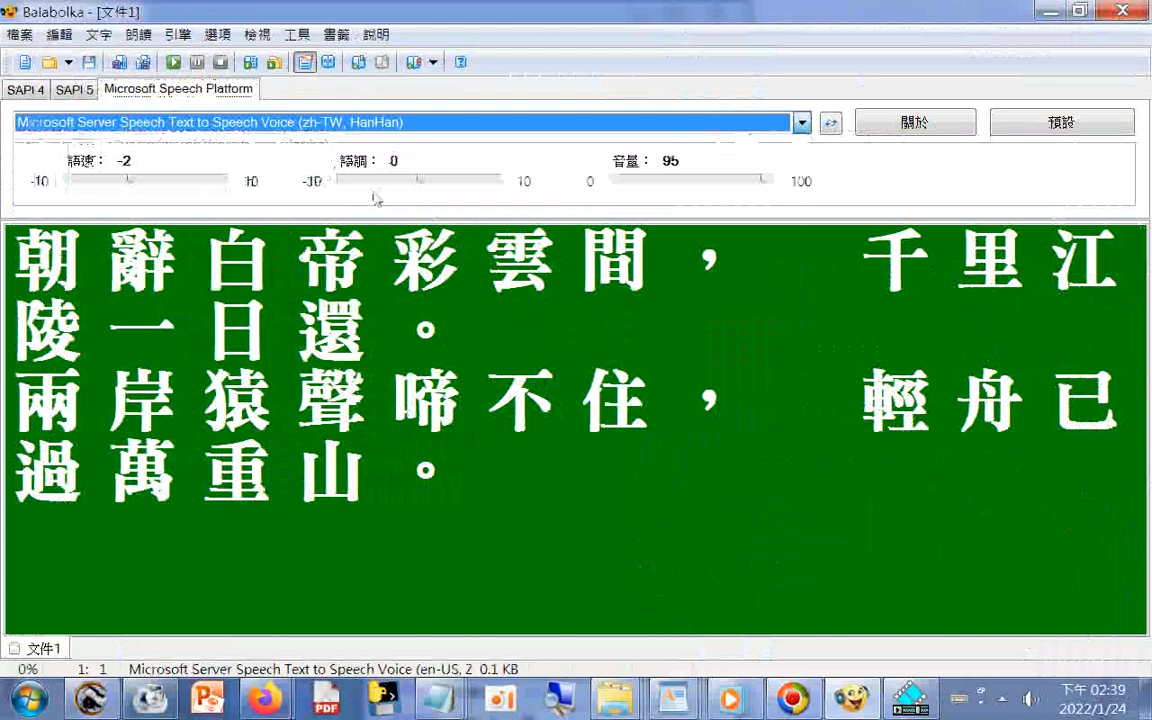 Balabolka - [文件1]
檔案 編輯 文字 朗讀 引擎 選項 檢視 工具 書籤 說明
SAPI 4 SAPI 5 Microsoft Speech Platform
Microsoft Server Speech Text to Speech Voice (zh-TW, HanHan) 關於 預設
語速： -2 語調： 0 音量： 95
-10 10 -10 10 0 100
朝辭白帝彩雲間， 千里江
陵一日還。
兩岸猿聲啼不住， 輕舟已
過萬重山。
文件1
0% 1: 1 Microsoft Server Speech Text to Speech Voice (en-US, Z 0.1 KB
PDF
下午 02:39
2022/1/24